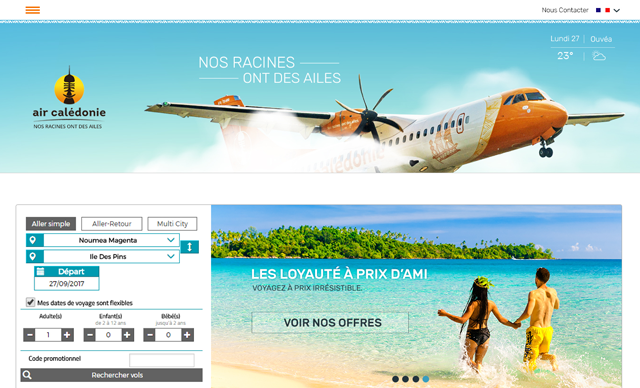 Nous Contacter
Lundi 27 Ouvéa
23°
NOS RACINES
ONT DES AILES
air calédonie
NOS RACINES ONT DES AILES
Aller simple Aller-Retour Multi City
Noumea Magenta
Ile Des Pins
Départ
27/09/2017
Mes dates de voyage sont flexibles
Adulte(s) Enfant(s) Bébé(s)
de 2 à 12 ans jusqu'à 2 ans
1 0 0
Code promotionnel
Rechercher vols
LES LOYAUTÉ À PRIX D'AMI
VOYAGEZ À PRIX IRRÉSISTIBLE.
VOIR NOS OFFRES